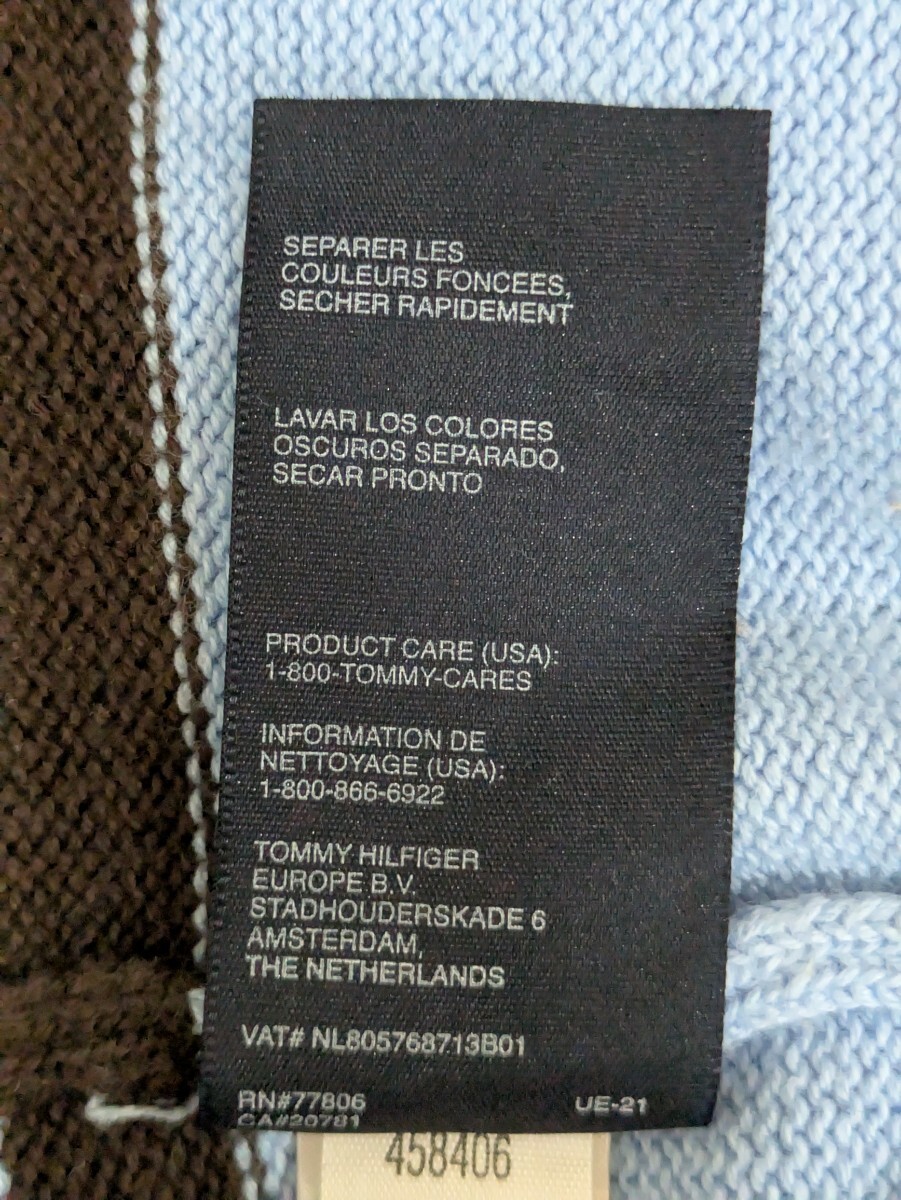 SEPARER LES
COULEURS FONCEES,
SECHER RAPIDEMENT
LAVAR LOS COLORES
OSCUROS SEPARADO,
SECAR PRONTO
PRODUCT CARE (USA):
1-800-TOMMY-CARES
INFORMATION DE
NETTOYAGE (USA):
1-800-866-6922
TOMMY HILFIGER
EUROPE B.V.
STADHOUDERSKADE 6
AMSTERDAM,
THE NETHERLANDS
VAT# NL805768713B01
RN#77806 UE-21
CA#20781
458406